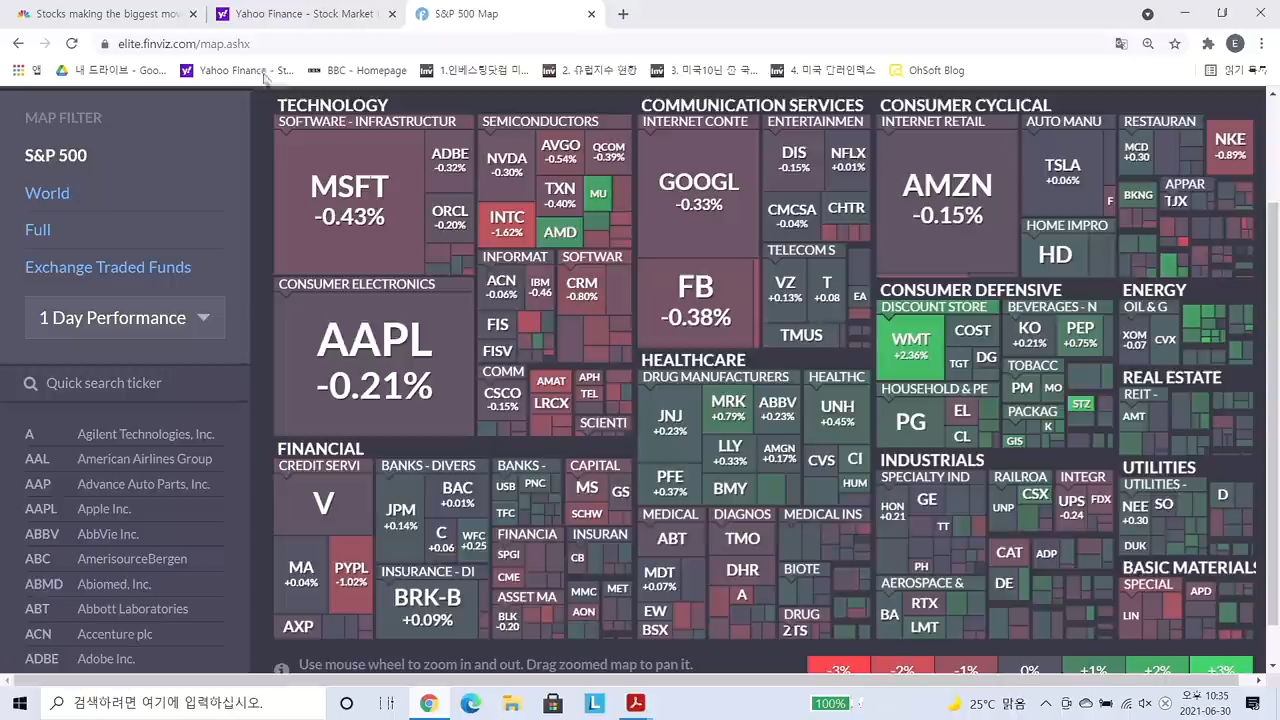 Stocks making the biggest mov
Yahoo Finance - Stock Market
S&P 500 Map
elite.finviz.com/map.ashx
E
앱
내 드라이브 - Goo...
Yahoo Finance - St...
BBC - Homepage
1.인베스팅닷컴 미...
2. 유럽지수 현황
3. 미국10년 만 국...
4. 미국 단러인덱스
OhSoft Blog
읽기 목록
MAP FILTER
S&P 500
World
Full
Exchange Traded Funds
1 Day Performance
Quick search ticker
A Agilent Technologies, Inc.
AAL American Airlines Group
AAP Advance Auto Parts, Inc.
AAPL Apple Inc.
ABBV AbbVie Inc.
ABC AmerisourceBergen
ABMD Abiomed, Inc.
ABT Abbott Laboratories
ACN Accenture plc
ADBE Adobe Inc.
TECHNOLOGY
SOFTWARE - INFRASTRUCTUR
MSFT
-0.43%
ADBE
-0.32%
ORCL
-0.20%
SEMICONDUCTORS
NVDA
-0.30%
AVGO
-0.54%
QCOM
-0.39%
TXN
-0.40%
MU
INTC
-1.62%
AMD
CONSUMER ELECTRONICS
AAPL
-0.21%
INFORMAT
ACN
-0.06%
IBM
-0.46
FIS
FISV
SOFTWAR
CRM
-0.80%
COMM
CSCO
-0.15%
AMAT
LRCX
APH
TEL
SCIENTI
COMMUNICATION SERVICES
INTERNET CONTE
GOOGL
-0.33%
FB
-0.38%
ENTERTAINMEN
DIS
-0.15%
NFLX
+0.01%
CMCSA
-0.04%
CHTR
TELECOM S
VZ
+0.13%
T
+0.08
EA
TMUS
CONSUMER CYCLICAL
INTERNET RETAIL
AMZN
-0.15%
AUTO MANU
TSLA
+0.06%
F
HOME IMPRO
HD
RESTAURAN
MCD
+0.30
NKE
-0.89%
BKNG
APPAR
TJX
FINANCIAL
CREDIT SERVI
V
MA
+0.04%
PYPL
-1.02%
AXP
BANKS - DIVERS
JPM
+0.14%
BAC
+0.01%
C
+0.06
WFC
+0.25
INSURANCE - DI
BRK-B
+0.09%
BANKS -
USB
PNC
TFC
CAPITAL
MS
GS
SCHW
FINANCIA
SPGI
CME
INSURAN
CB
MMC
MET
AON
ASSET MA
BLK
-0.20
HEALTHCARE
DRUG MANUFACTURERS
JNJ
+0.23%
MRK
+0.79%
ABBV
+0.23%
LLY
+0.33%
AMGN
+0.17%
PFE
+0.37%
BMY
HEALTHC
UNH
+0.45%
CVS
CI
HUM
MEDICAL
ABT
MDT
+0.07%
EW
BSX
DIAGNOS
TMO
DHR
A
MEDICAL INS
BIOTE
DRUG
ZTS
CONSUMER DEFENSIVE
DISCOUNT STORE
WMT
+2.36%
COST
TGT
DG
BEVERAGES - N
KO
+0.21%
PEP
+0.75%
HOUSEHOLD & PE
PG
EL
CL
TOBACC
PM
MO
PACKAG
K
GIS
STZ
ENERGY
OIL & G
XOM
-0.07
CVX
REAL ESTATE
REIT -
AMT
INDUSTRIALS
SPECIALTY IND
HON
+0.21
GE
TT
PH
RAILROA
UNP
CSX
INTEGR
UPS
-0.24
FDX
CAT
ADP
DE
AEROSPACE &
BA
RTX
LMT
UTILITIES
UTILITIES -
NEE
+0.30
SO
D
DUK
BASIC MATERIALS
SPECIAL
LIN
APD
Use mouse wheel to zoom in and out. Drag zoomed map to pan it.
-3% -2% -1% 0% +1% +2% +3%
검색하려면 여기에 입력하십시오.
100%
25°C 맑음
오후 10:35
2021-06-30